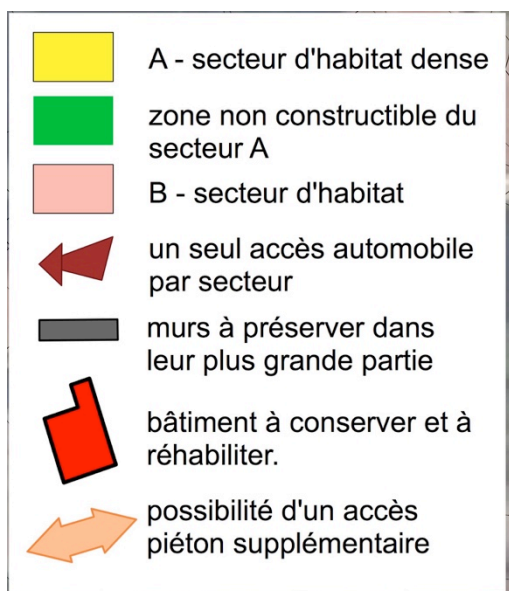 A - secteur d'habitat dense
zone non constructible du
secteur A
B - secteur d'habitat
un seul accès automobile
par secteur
murs à préserver dans
leur plus grande partie
bâtiment à conserver et à
réhabiliter.
possibilité d'un accès
piéton supplémentaire